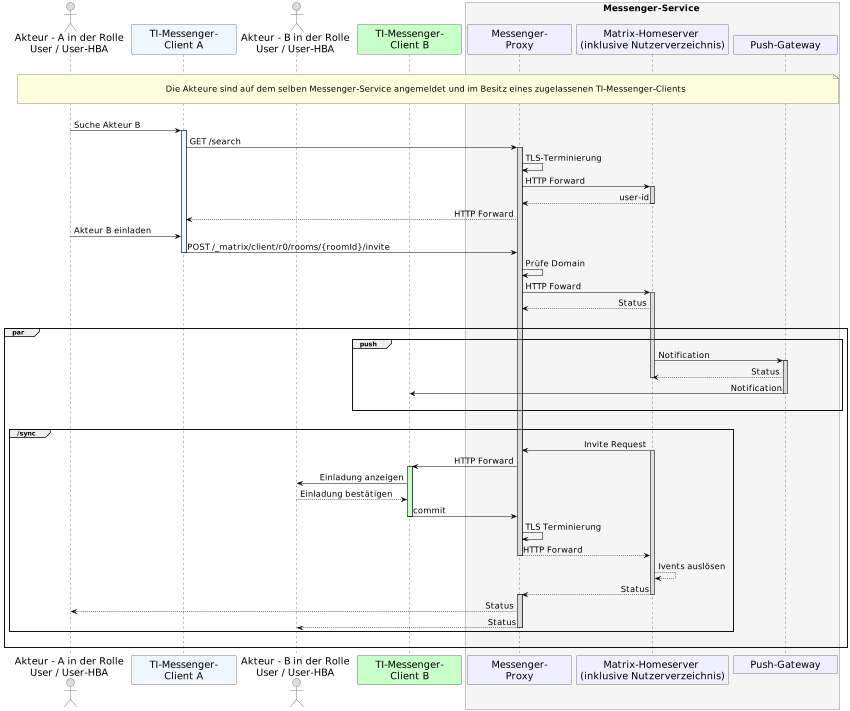 Messenger-Service
Akteur - A in der Rolle
User / User-HBA
TI-Messenger-
Client A
Akteur - B in der Rolle
User / User-HBA
TI-Messenger-
Client B
Messenger-
Proxy
Matrix-Homeserver
(inklusive Nutzerverzeichnis)
Push-Gateway
Die Akteure sind auf dem selben Messenger-Service angemeldet und im Besitz eines zugelassenen TI-Messenger-Clients
Suche Akteur B
GET /search
TLS-Terminierung
HTTP Forward
user-id
HTTP Forward
Akteur B einladen
POST /_matrix/client/r0/rooms/{roomId}/invite
Prüfe Domain
HTTP Foward
Status
par
push
Notification
Status
Notification
/sync
Invite Request
HTTP Forward
Einladung anzeigen
Einladung bestätigen
commit
TLS Terminierung
HTTP Forward
Ivents auslösen
Status
Status
Status
Akteur - A in der Rolle
User / User-HBA
TI-Messenger-
Client A
Akteur - B in der Rolle
User / User-HBA
TI-Messenger-
Client B
Messenger-
Proxy
Matrix-Homeserver
(inklusive Nutzerverzeichnis)
Push-Gateway